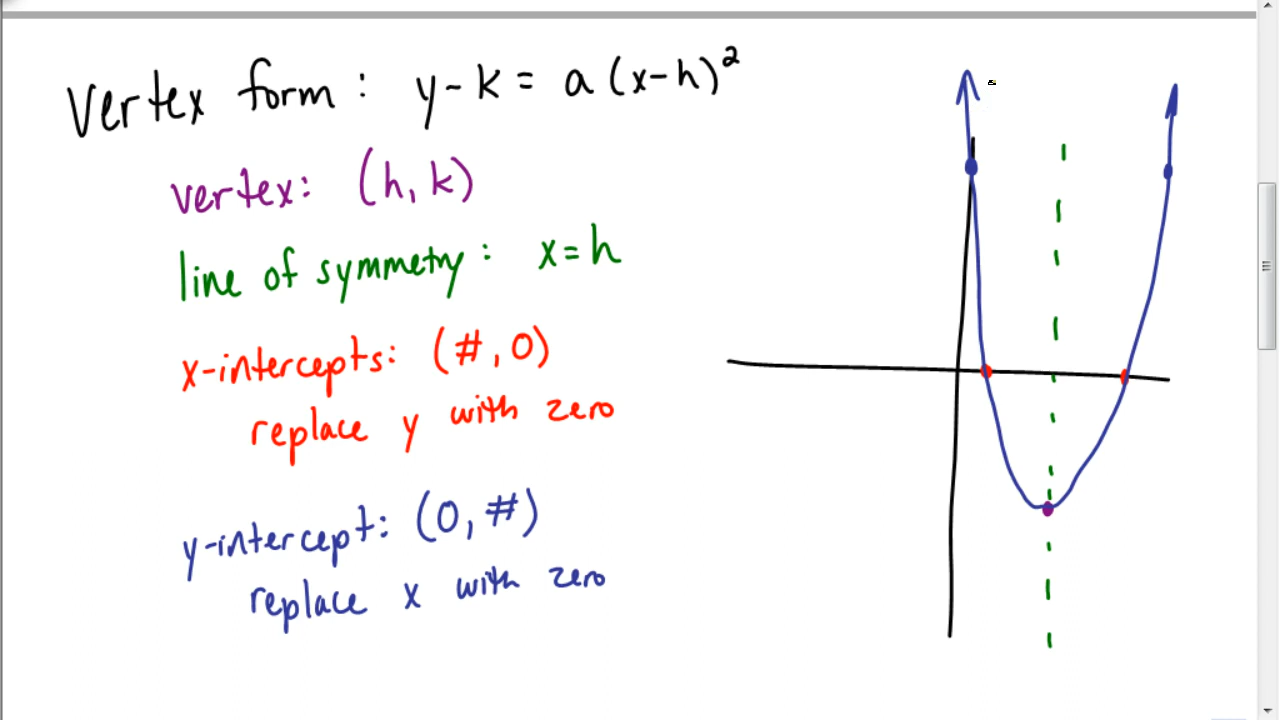 Vertex form: y-k = a(x-h)²
vertex: (h, k)
line of symmetry: x=h
x-intercepts: (#, 0)
replace y with zero
y-intercept: (0, #)
replace x with zero